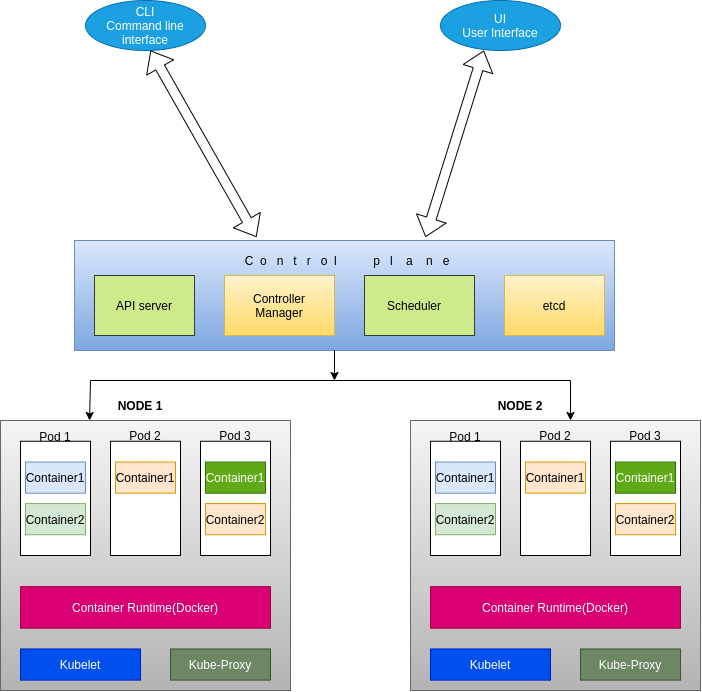 CLI
Command line
interface
UI
User Interface
Control plane
API server
Controller
Manager
Scheduler
etcd
NODE 1
NODE 2
Pod 1
Pod 2
Pod 3
Container1
Container1
Container1
Container2
Container2
Container Runtime(Docker)
Kubelet
Kube-Proxy
Pod 1
Pod 2
Pod 3
Container1
Container1
Container1
Container2
Container2
Container Runtime(Docker)
Kubelet
Kube-Proxy